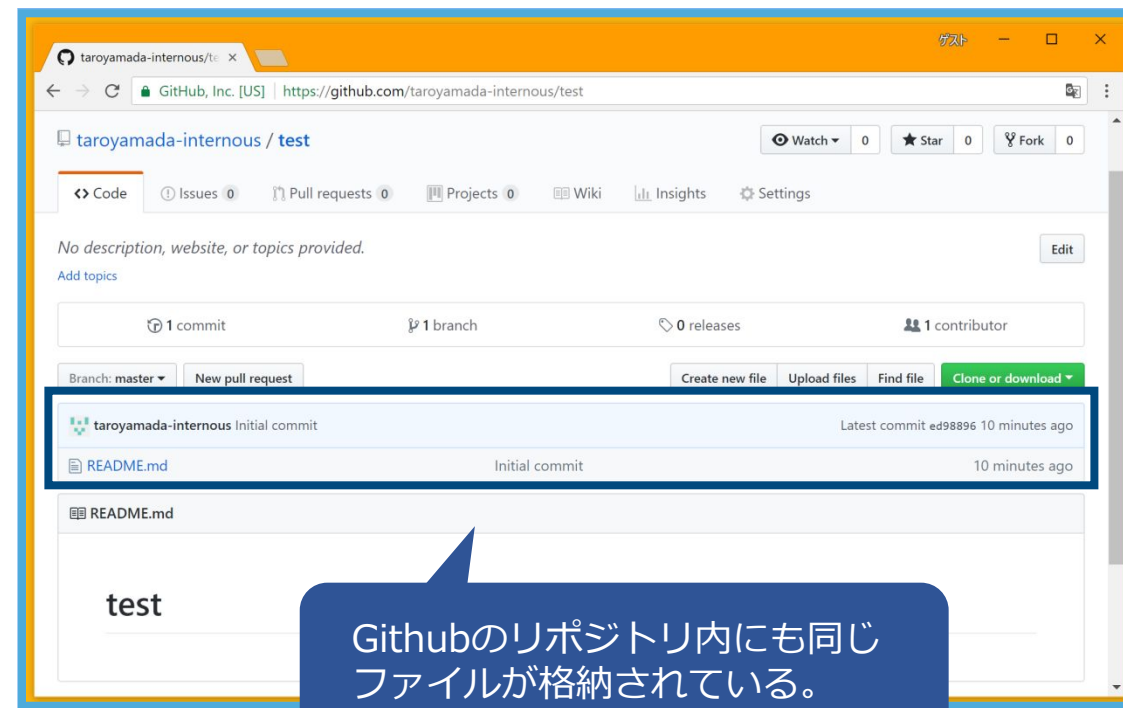 ゲスト
taroyamada-internous/te
GitHub, Inc. [US] https://github.com/taroyamada-internous/test
taroyamada-internous / test
Watch 0 Star 0 Fork 0
Code Issues 0 Pull requests 0 Projects 0 Wiki Insights Settings
No description, website, or topics provided. Edit
Add topics
1 commit 1 branch 0 releases 1 contributor
Branch: master New pull request Create new file Upload files Find file Clone or download
taroyamada-internous Initial commit Latest commit ed98896 10 minutes ago
README.md Initial commit 10 minutes ago
README.md
test
Githubのリポジトリ内にも同じ
ファイルが格納されている。